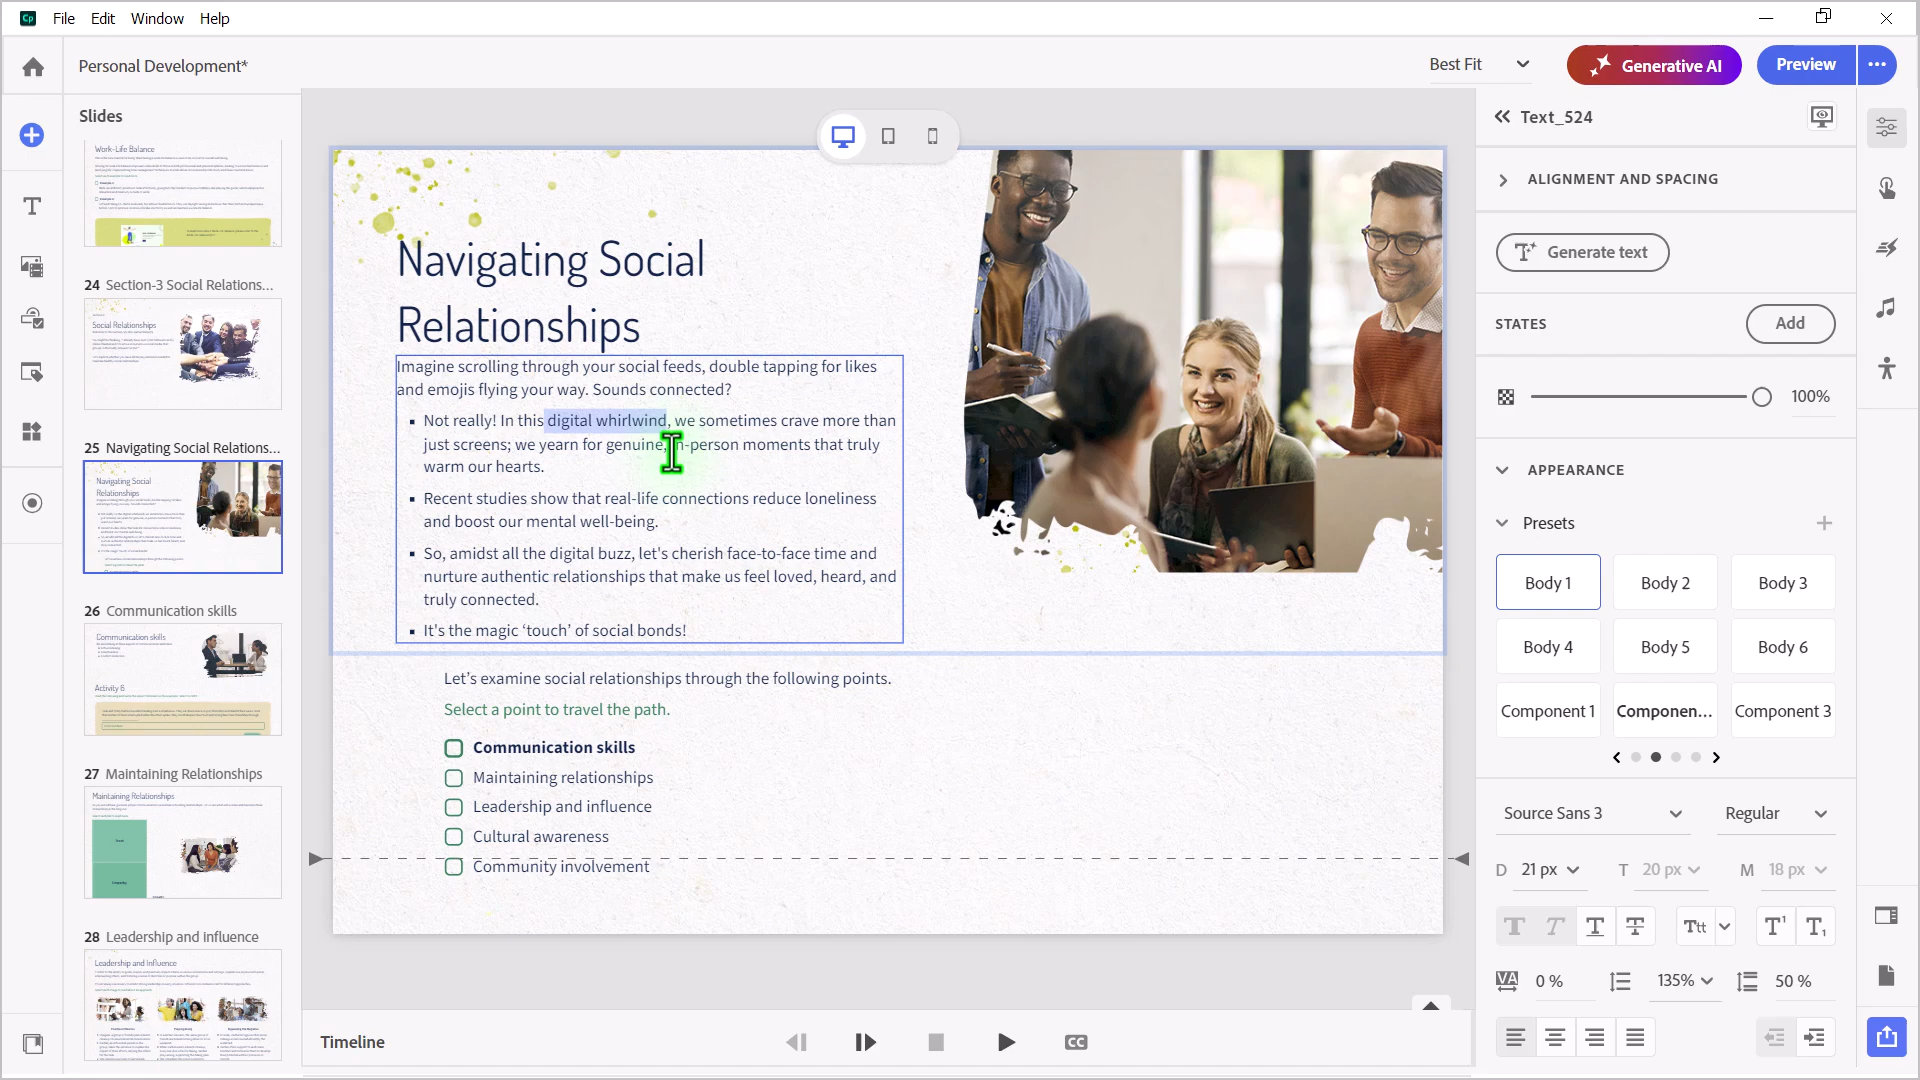 Cp File Edit Window Help
Personal Development*
Best Fit
Generative AI
Preview
Slides
Work-Life Balance
24 Section-3 Social Relations...
Social Relationships
25 Navigating Social Relations...
Navigating Social
Relationships
26 Communication skills
Communication skills
Activity 6
27 Maintaining Relationships
Maintaining Relationships
28 Leadership and influence
Leadership and Influence
Navigating Social
Relationships
Imagine scrolling through your social feeds, double tapping for likes
and emojis flying your way. Sounds connected?
▪ Not really! In this digital whirlwind, we sometimes crave more than
just screens; we yearn for genuine, in-person moments that truly
warm our hearts.
▪ Recent studies show that real-life connections reduce loneliness
and boost our mental well-being.
▪ So, amidst all the digital buzz, let's cherish face-to-face time and
nurture authentic relationships that make us feel loved, heard, and
truly connected.
▪ It's the magic ‘touch’ of social bonds!
Let’s examine social relationships through the following points.
Select a point to travel the path.
Communication skills
Maintaining relationships
Leadership and influence
Cultural awareness
Community involvement
Timeline
CC
Text_524
ALIGNMENT AND SPACING
Generate text
STATES
Add
100%
APPEARANCE
Presets
Body 1 Body 2 Body 3
Body 4 Body 5 Body 6
Component 1 Componen... Component 3
Source Sans 3 Regular
D 21 px T 20 px M 18 px
T T T T Tt T¹ T₁
VA 0 % 135% 50 %